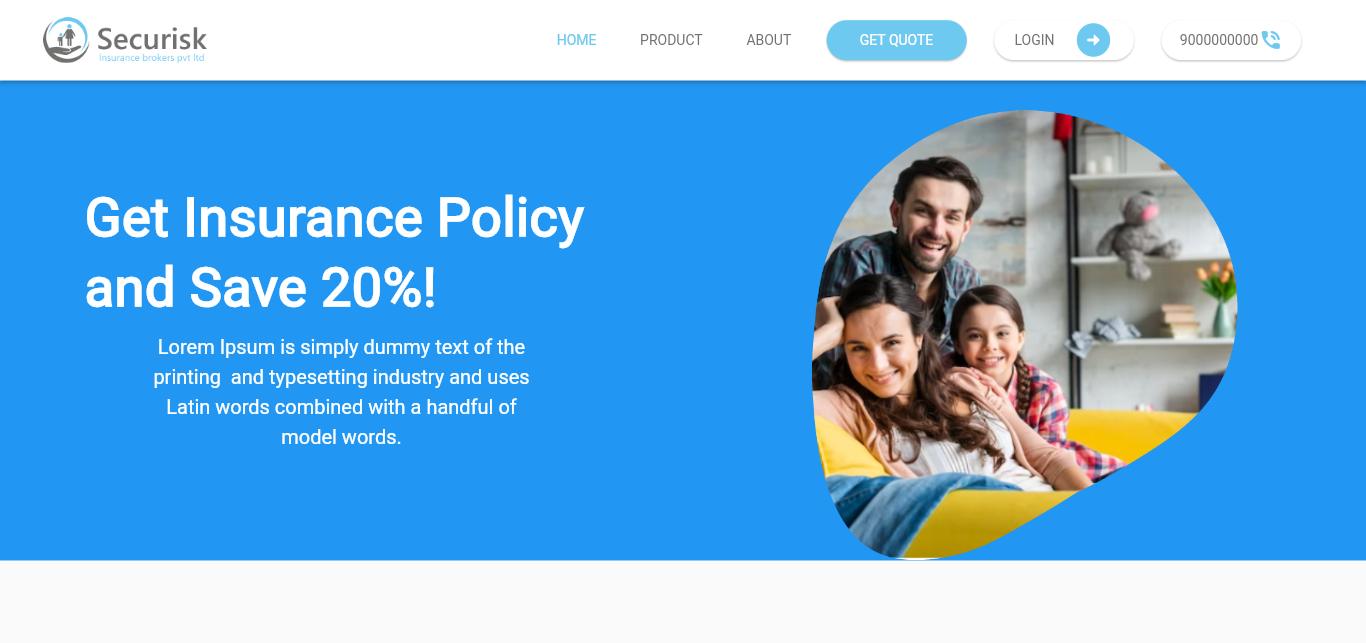 Securisk
Insurance brokers pvt ltd
HOME
PRODUCT
ABOUT
GET QUOTE
LOGIN
9000000000
Get Insurance Policy
and Save 20%!
Lorem Ipsum is simply dummy text of the
printing  and typesetting industry and uses
Latin words combined with a handful of
model words.